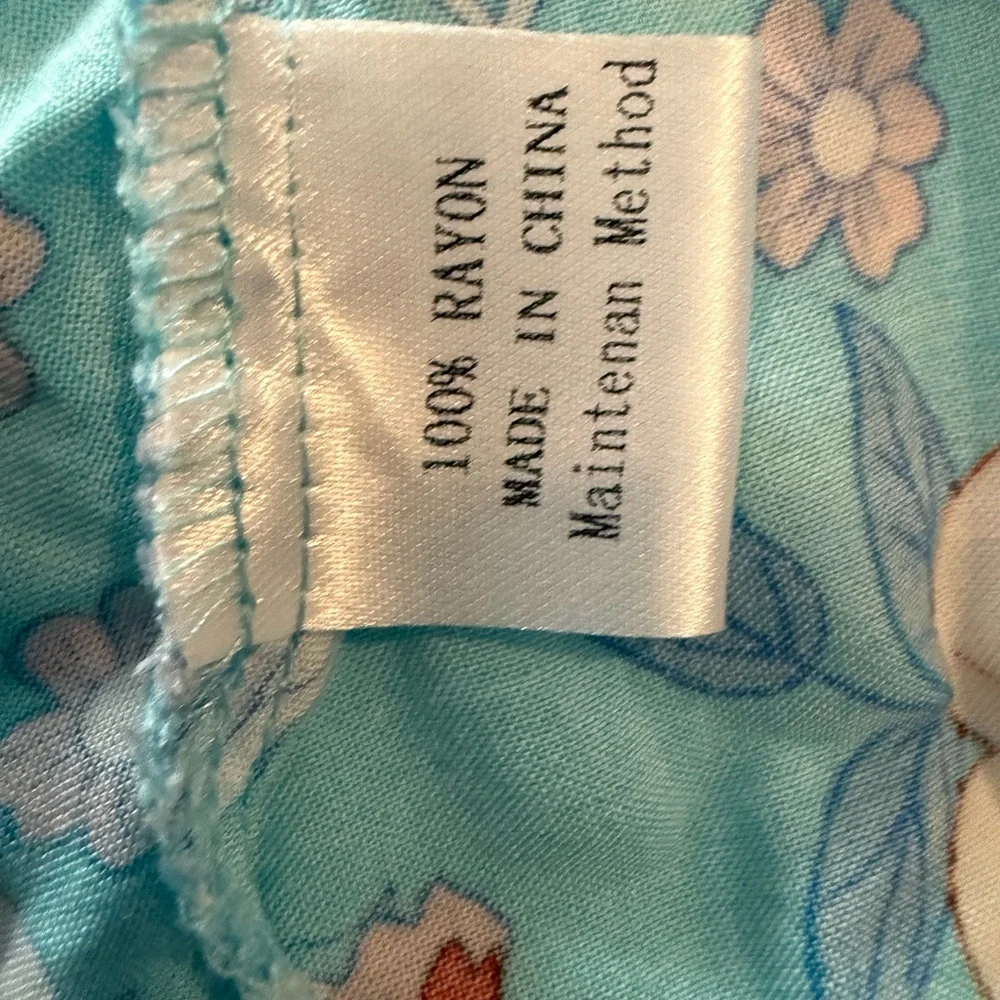 100% RAYON
MADE IN CHINA
Maintenan Method